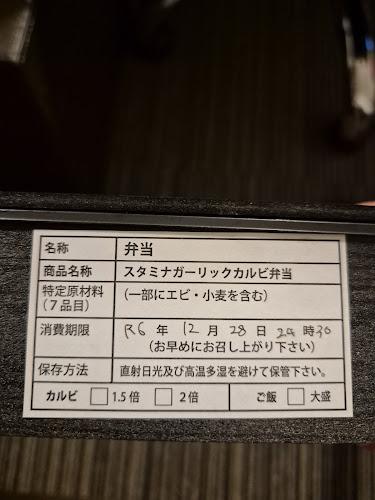 名称 弁当
商品名称 スタミナガーリックカルビ弁当
特定原材料 (一部にエビ・小麦を含む)
(7品目)
消費期限 R6 年 12 月 28 日 24 時 30
(お早めにお召し上がり下さい)
保存方法 直射日光及び高温多湿を避けて保管下さい。
カルビ □ 1.5倍 □ 2倍 ご飯 □ 大盛